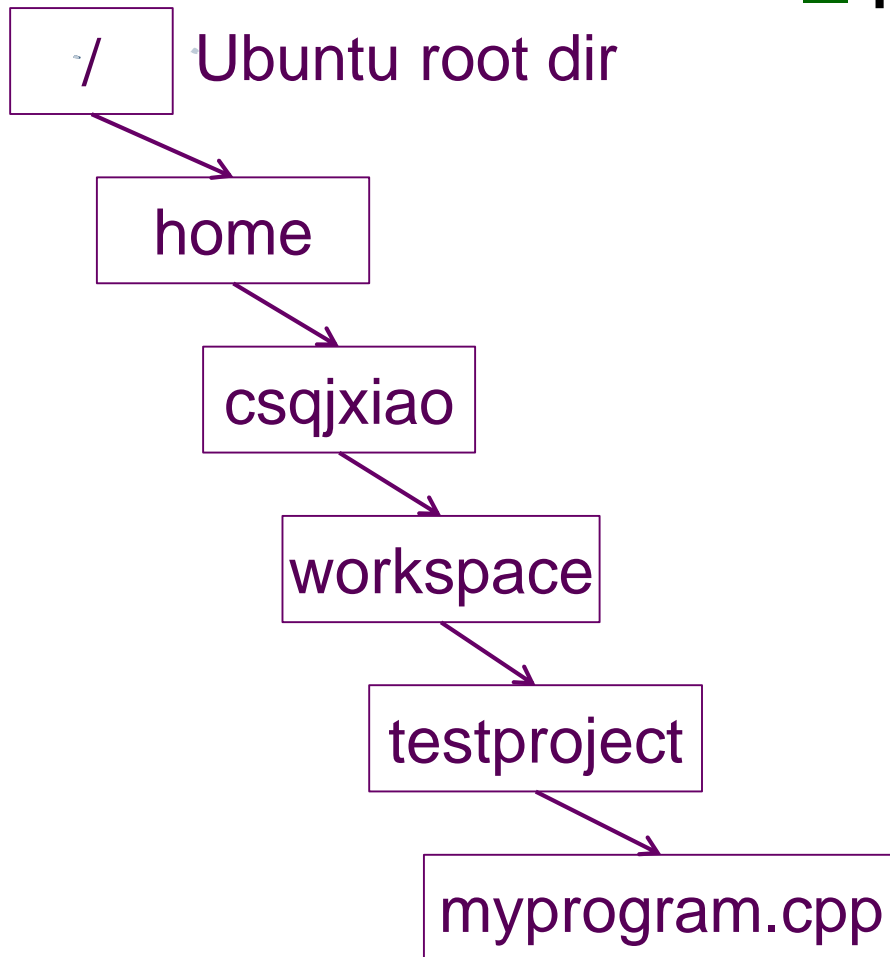 / Ubuntu root dir
home
csqjxiao
workspace
testproject
myprogram.cpp